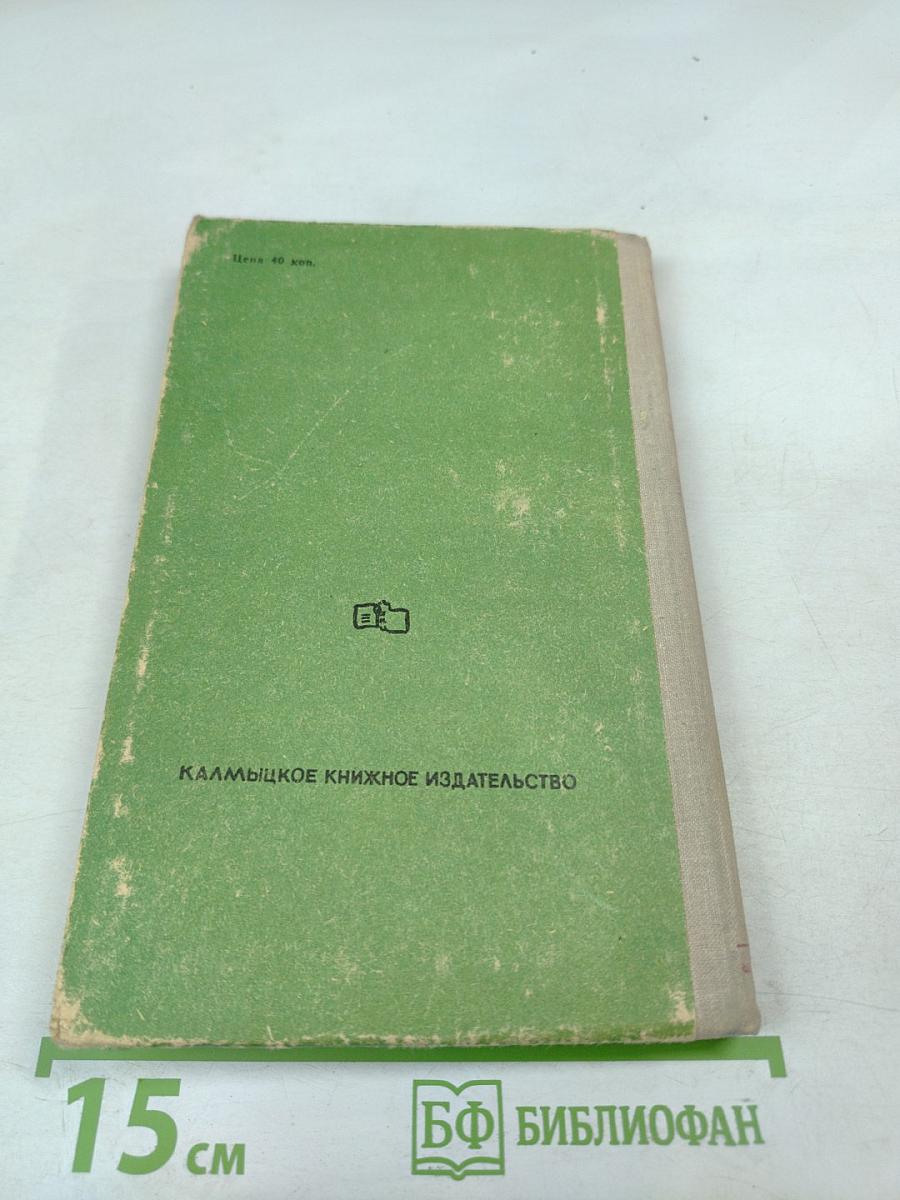 Цена 40 коп.
КАЛМЫЦКОЕ КНИЖНОЕ ИЗДАТЕЛЬСТВО
15 см
БФ БИБЛИОФАН